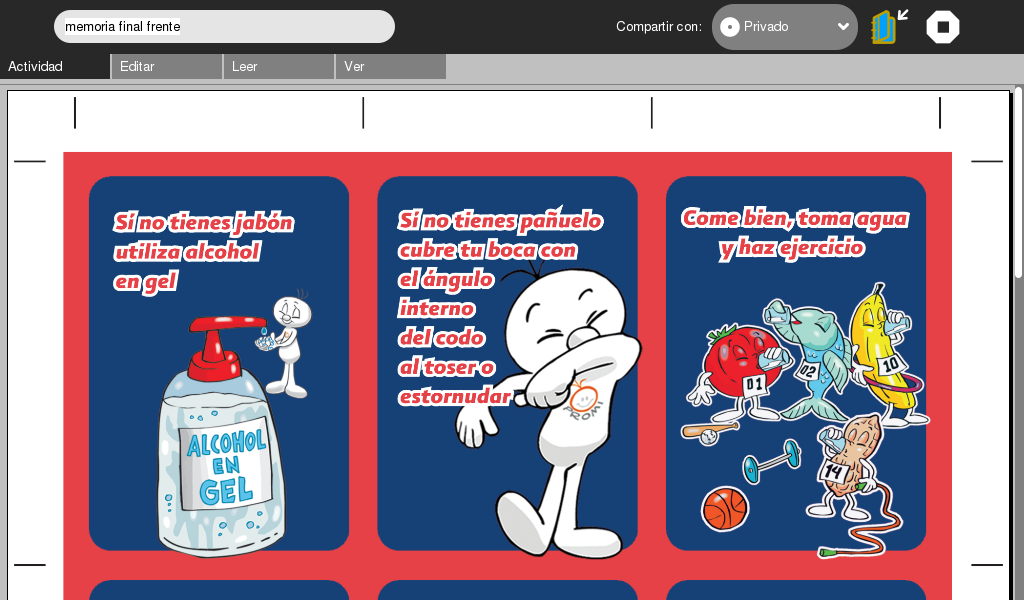 memoria final frente
Compartir con:
Privado
Actividad
Editar
Leer
Ver
Sí no tienes jabón
utiliza alcohol
en gel
ALCOHOL
EN
GEL
Sí no tienes pañuelo
cubre tu boca con
el ángulo
interno
del codo
al toser o
estornudar
PROMI
Come bien, toma agua
y haz ejercicio
01
02
10
14